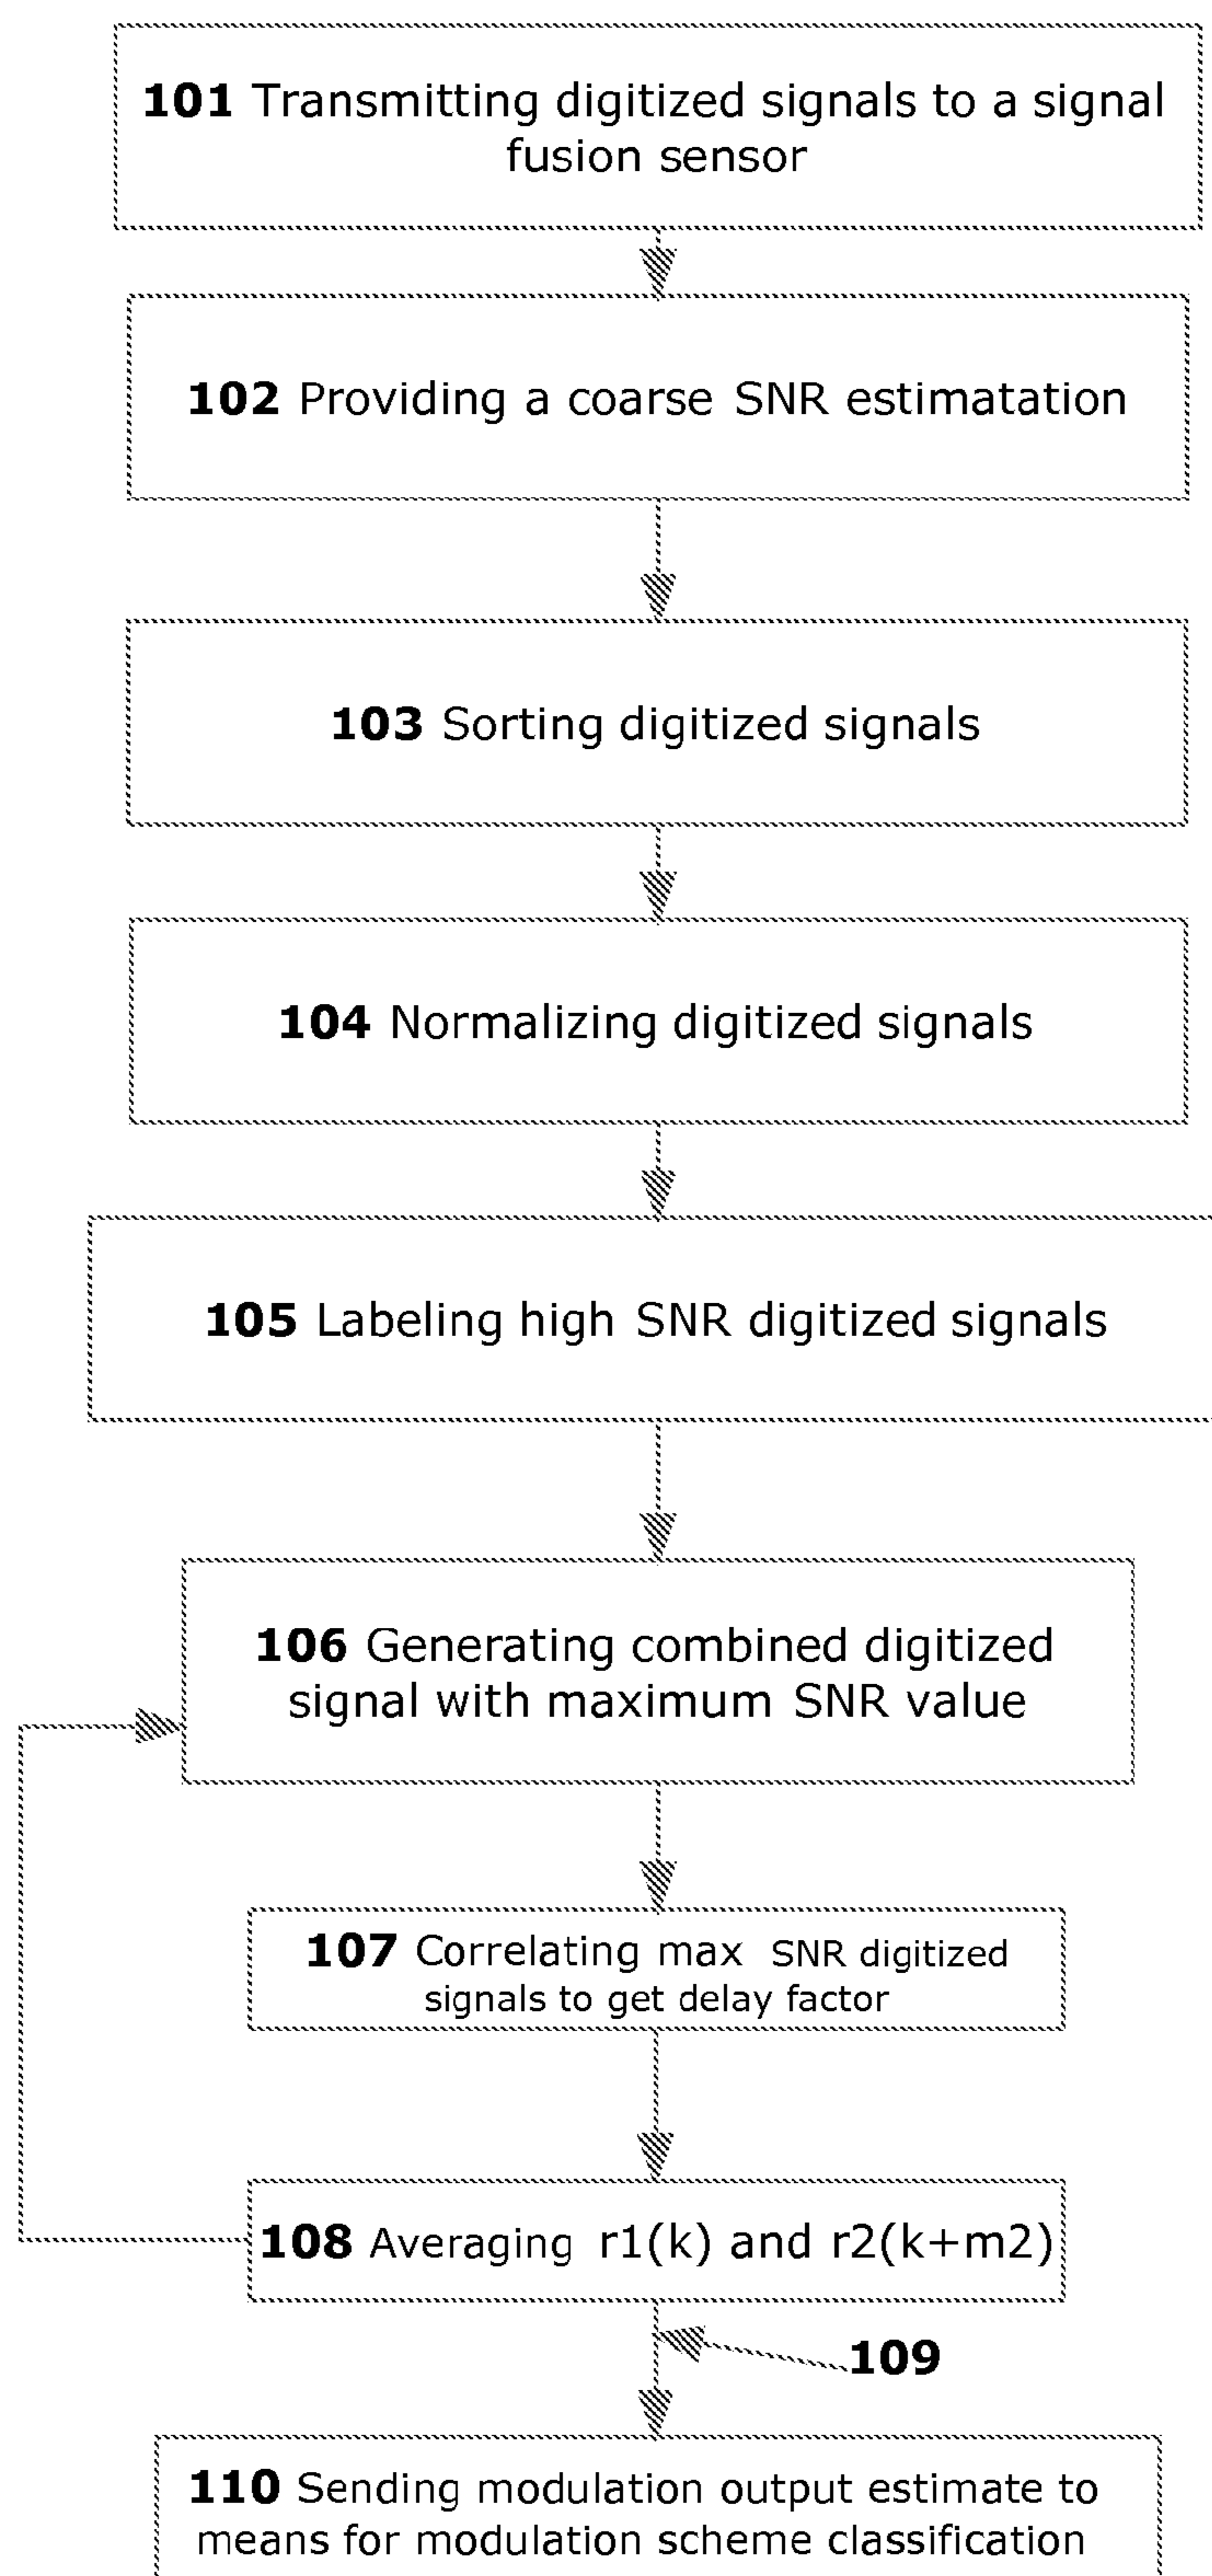 101 Transmitting digitized signals to a signal
fusion sensor
102 Providing a coarse SNR estimatation
103 Sorting digitized signals
104 Normalizing digitized signals
105 Labeling high SNR digitized signals
106 Generating combined digitized
signal with maximum SNR value
107 Correlating max SNR digitized
signals to get delay factor
108 Averaging r1(k) and r2(k+m2)
109
110 Sending modulation output estimate to
means for modulation scheme classification